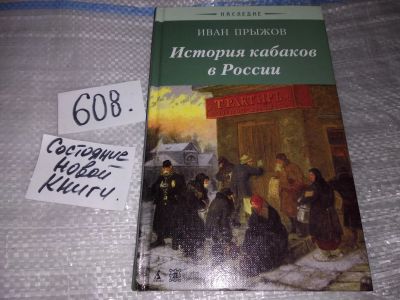 НАСЛЕДИЕ
ИВАН ПРЫЖОВ
История кабаков
в России
ТРАКТИРЪ
608.
Состояние
Новой
Книги.